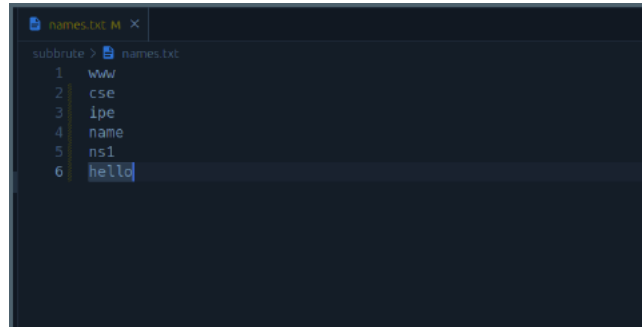 names.txt M ×
subbrute > names.txt
1 www
2 cse
3 ipe
4 name
5 ns1
6 hello